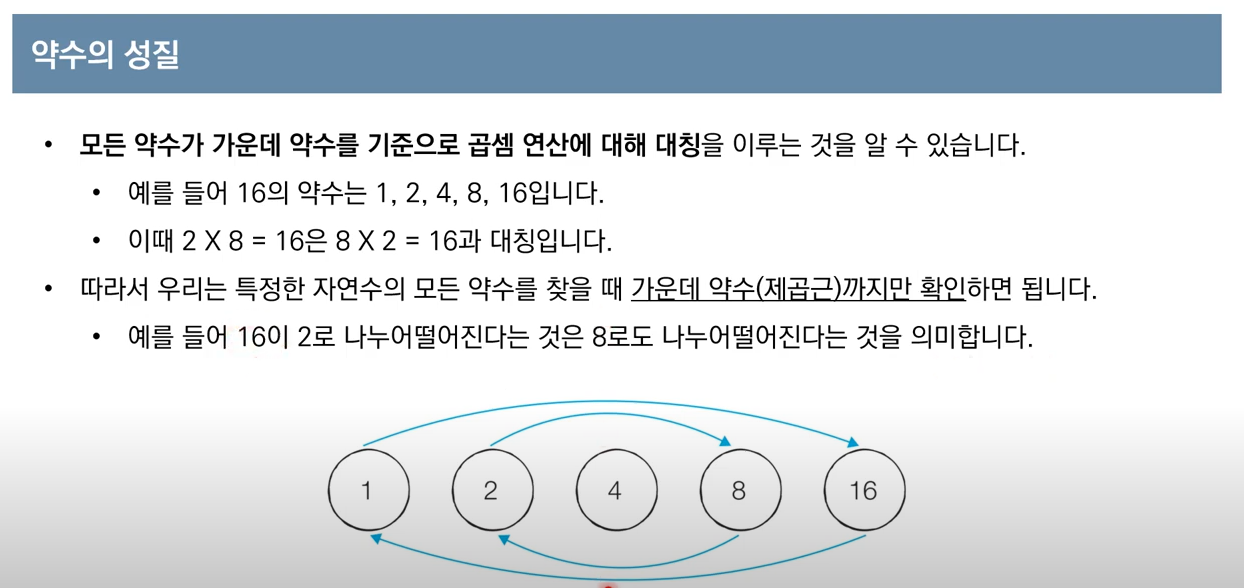 약수의 성질
• 모든 약수가 가운데 약수를 기준으로 곱셈 연산에 대해 대칭을 이루는 것을 알 수 있습니다.
• 예를 들어 16의 약수는 1, 2, 4, 8, 16입니다.
• 이때 2 X 8 = 16은 8 X 2 = 16과 대칭입니다.
• 따라서 우리는 특정한 자연수의 모든 약수를 찾을 때 가운데 약수(제곱근)까지만 확인하면 됩니다.
• 예를 들어 16이 2로 나누어떨어진다는 것은 8로도 나누어떨어진다는 것을 의미합니다.
1 2 4 8 16